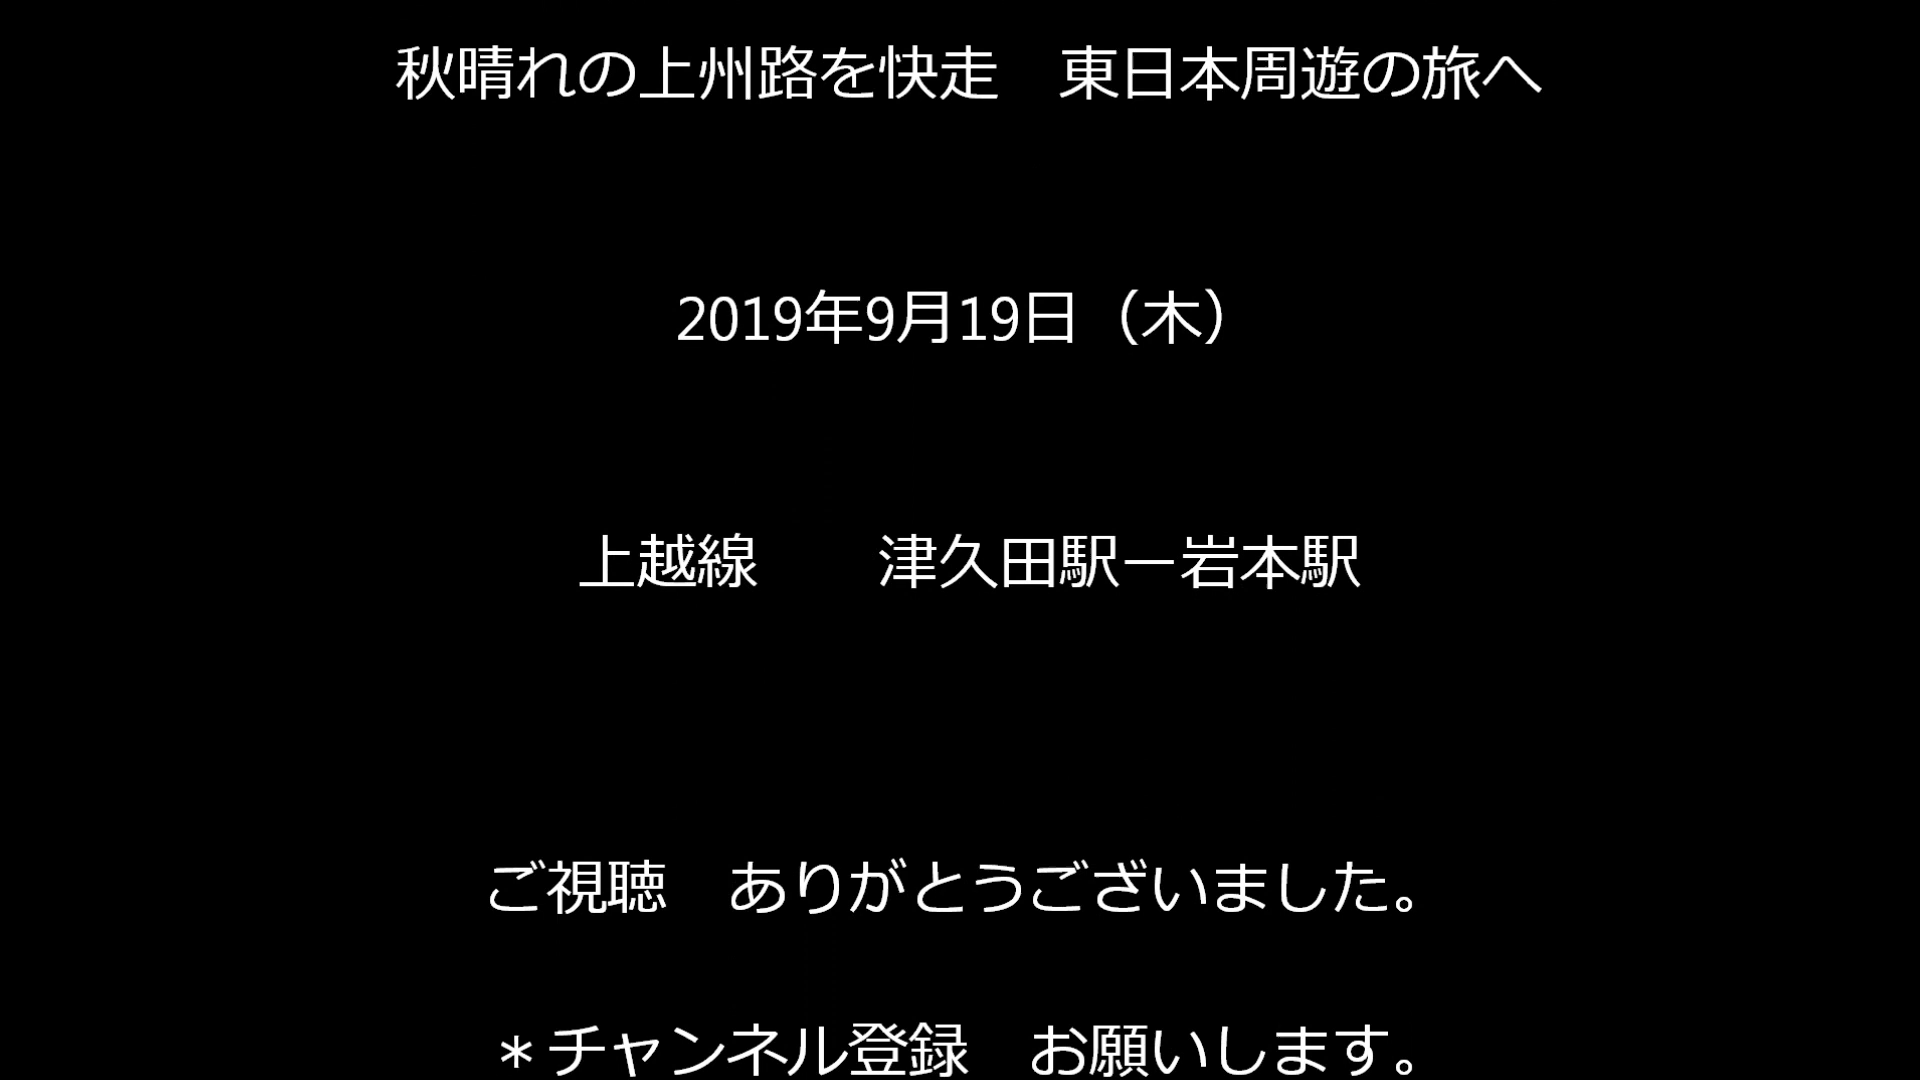 秋晴れの上州路を快走　東日本周遊の旅へ
2019年9月19日（木）
上越線　　津久田駅－岩本駅
ご視聴　ありがとうございました。
＊チャンネル登録　お願いします。